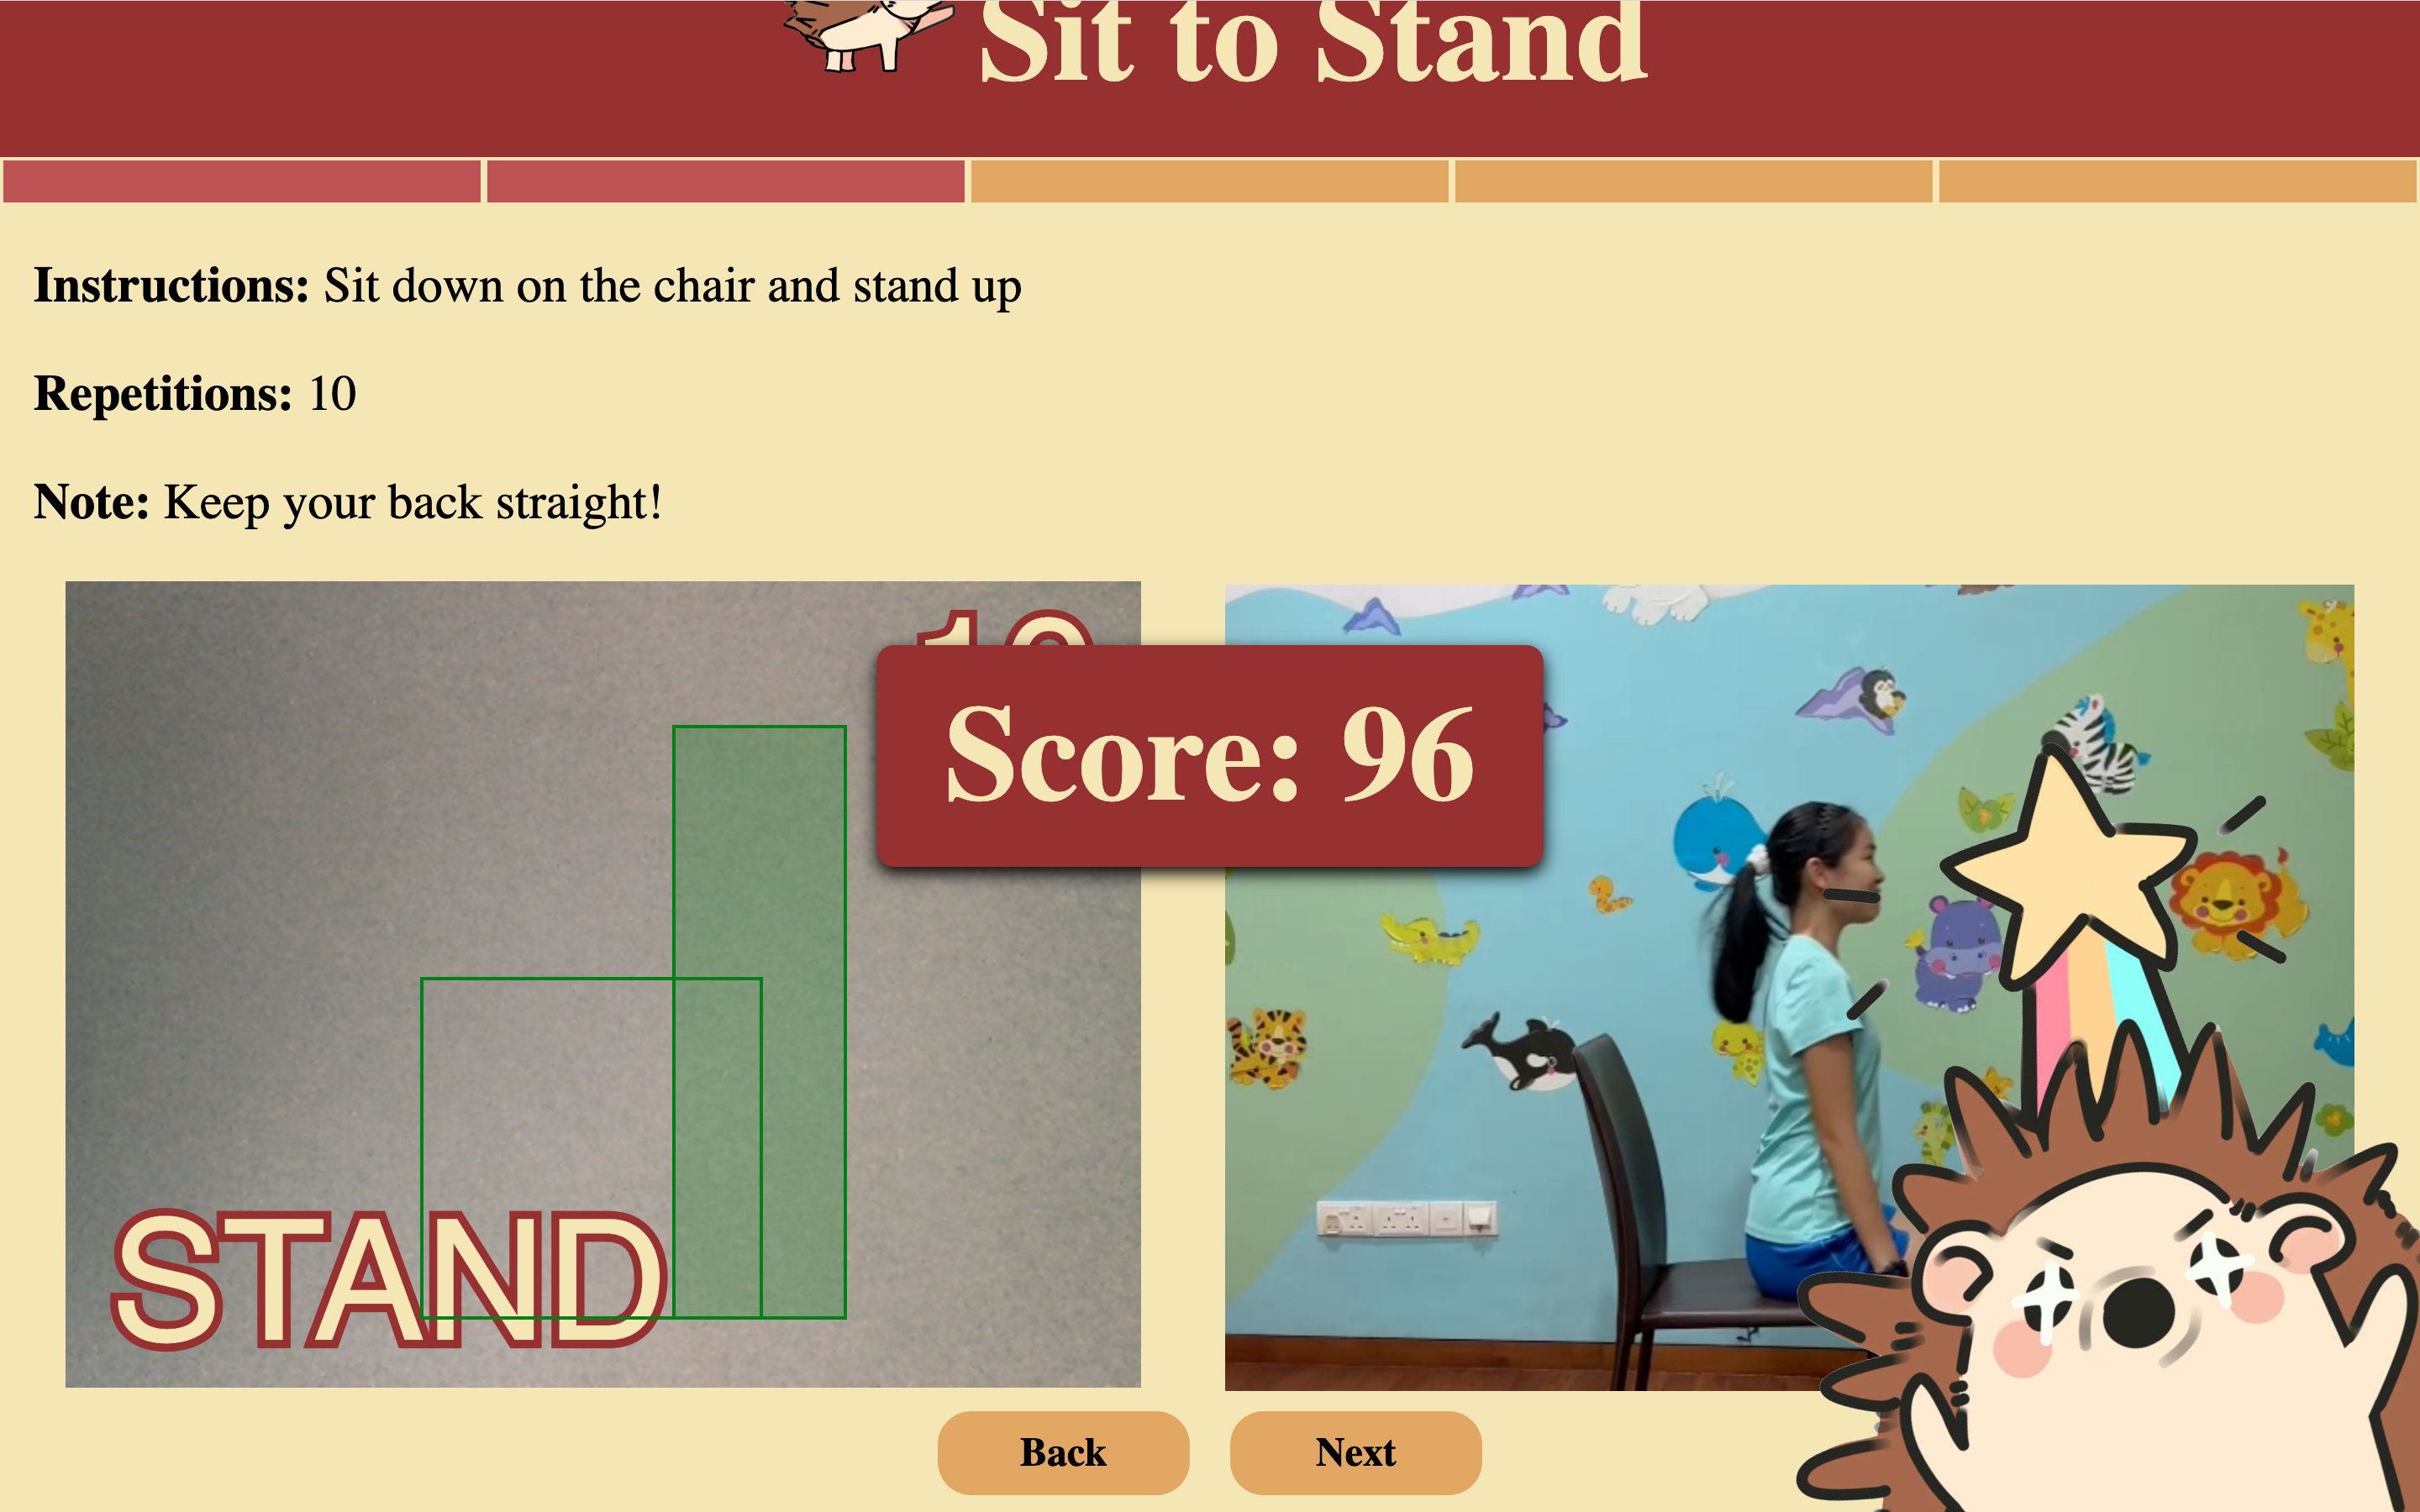 Sit to Stand
Instructions: Sit down on the chair and stand up
Repetitions: 10
Note: Keep your back straight!
Score: 96
STAND
Back
Next